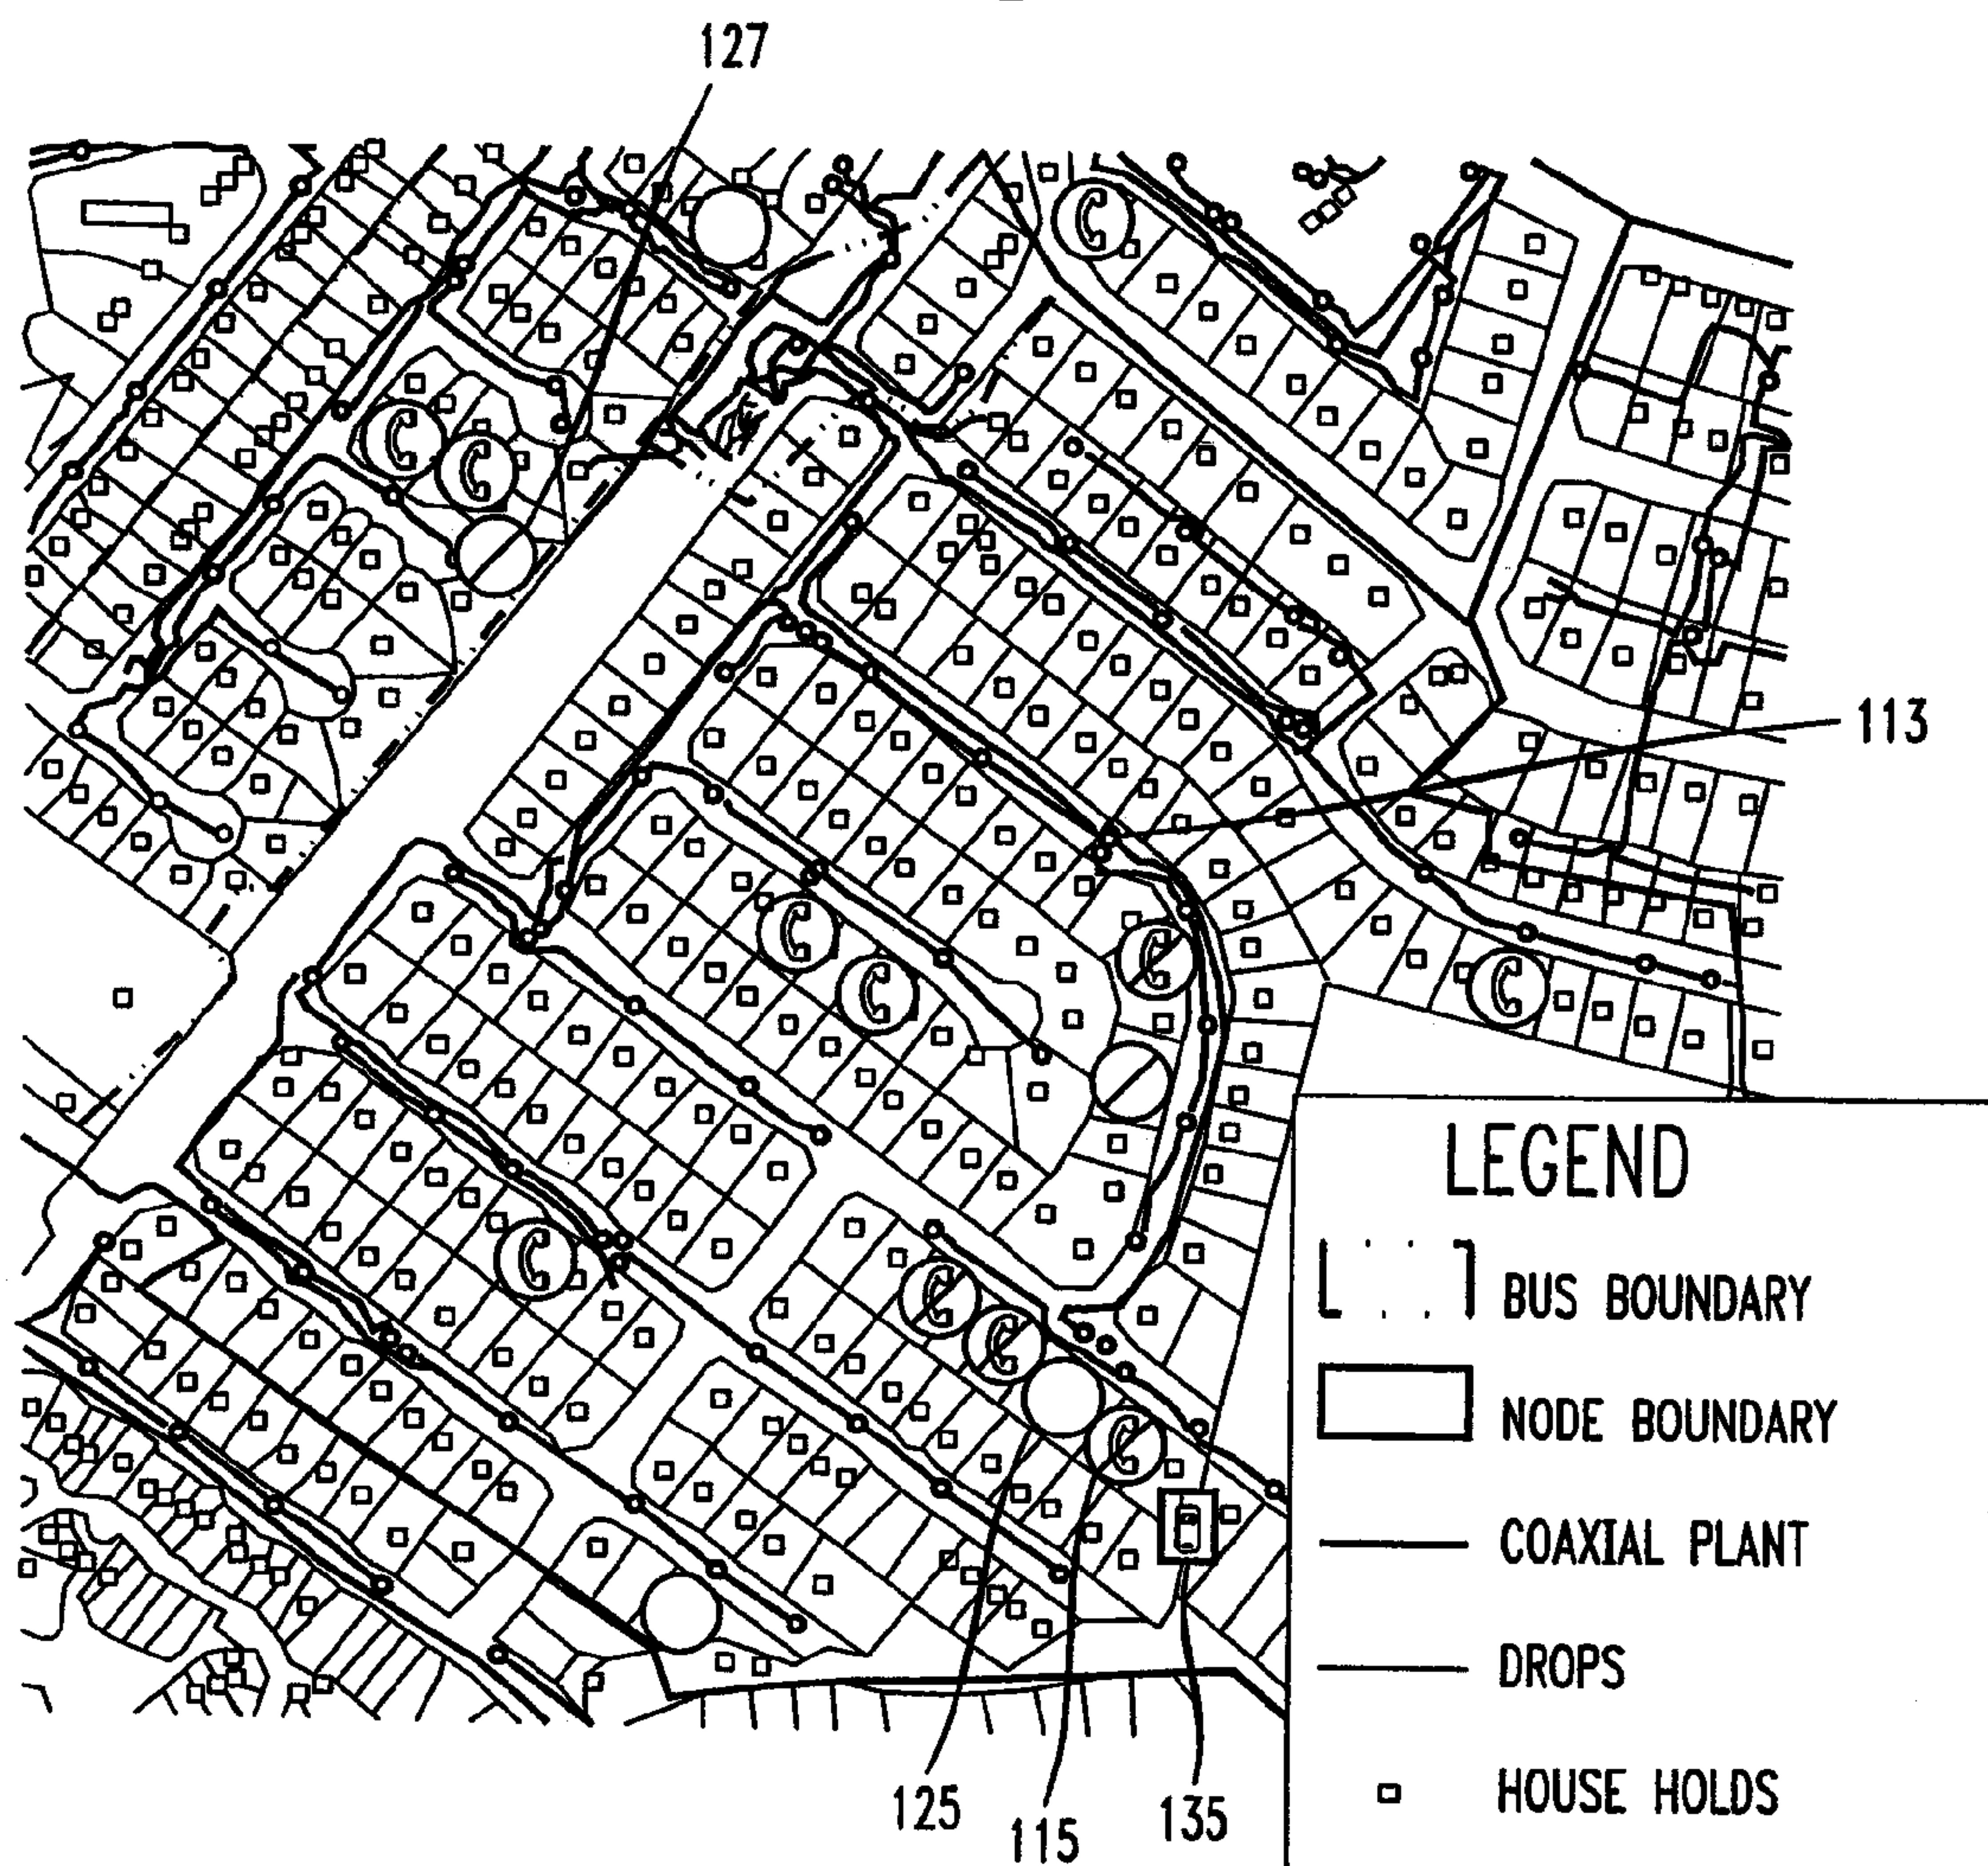 127
113
LEGEND
BUS BOUNDARY
NODE BOUNDARY
COAXIAL PLANT
DROPS
HOUSE HOLDS
125
115
135